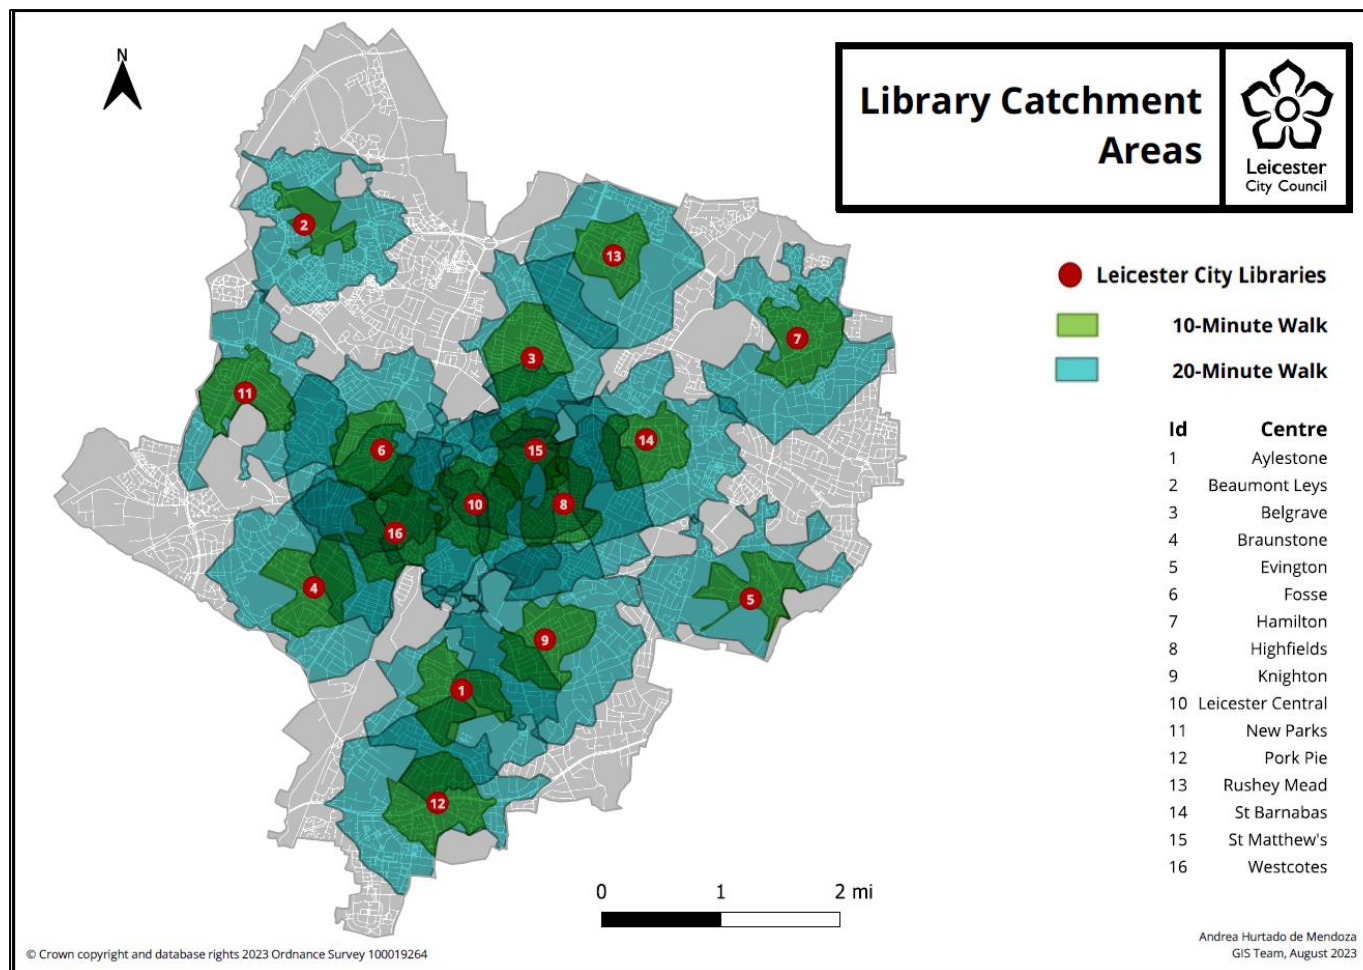 N
Library Catchment
Areas
Leicester
City Council
Leicester City Libraries
10-Minute Walk
20-Minute Walk
Id Centre
1 Aylestone
2 Beaumont Leys
3 Belgrave
4 Braunstone
5 Evington
6 Fosse
7 Hamilton
8 Highfields
9 Knighton
10 Leicester Central
11 New Parks
12 Pork Pie
13 Rushey Mead
14 St Barnabas
15 St Matthew's
16 Westcotes
2
13
7
3
11
14
6
15
10
8
16
4
5
9
1
12
0 1 2 mi
© Crown copyright and database rights 2023 Ordnance Survey 100019264
Andrea Hurtado de Mendoza
GIS Team, August 2023